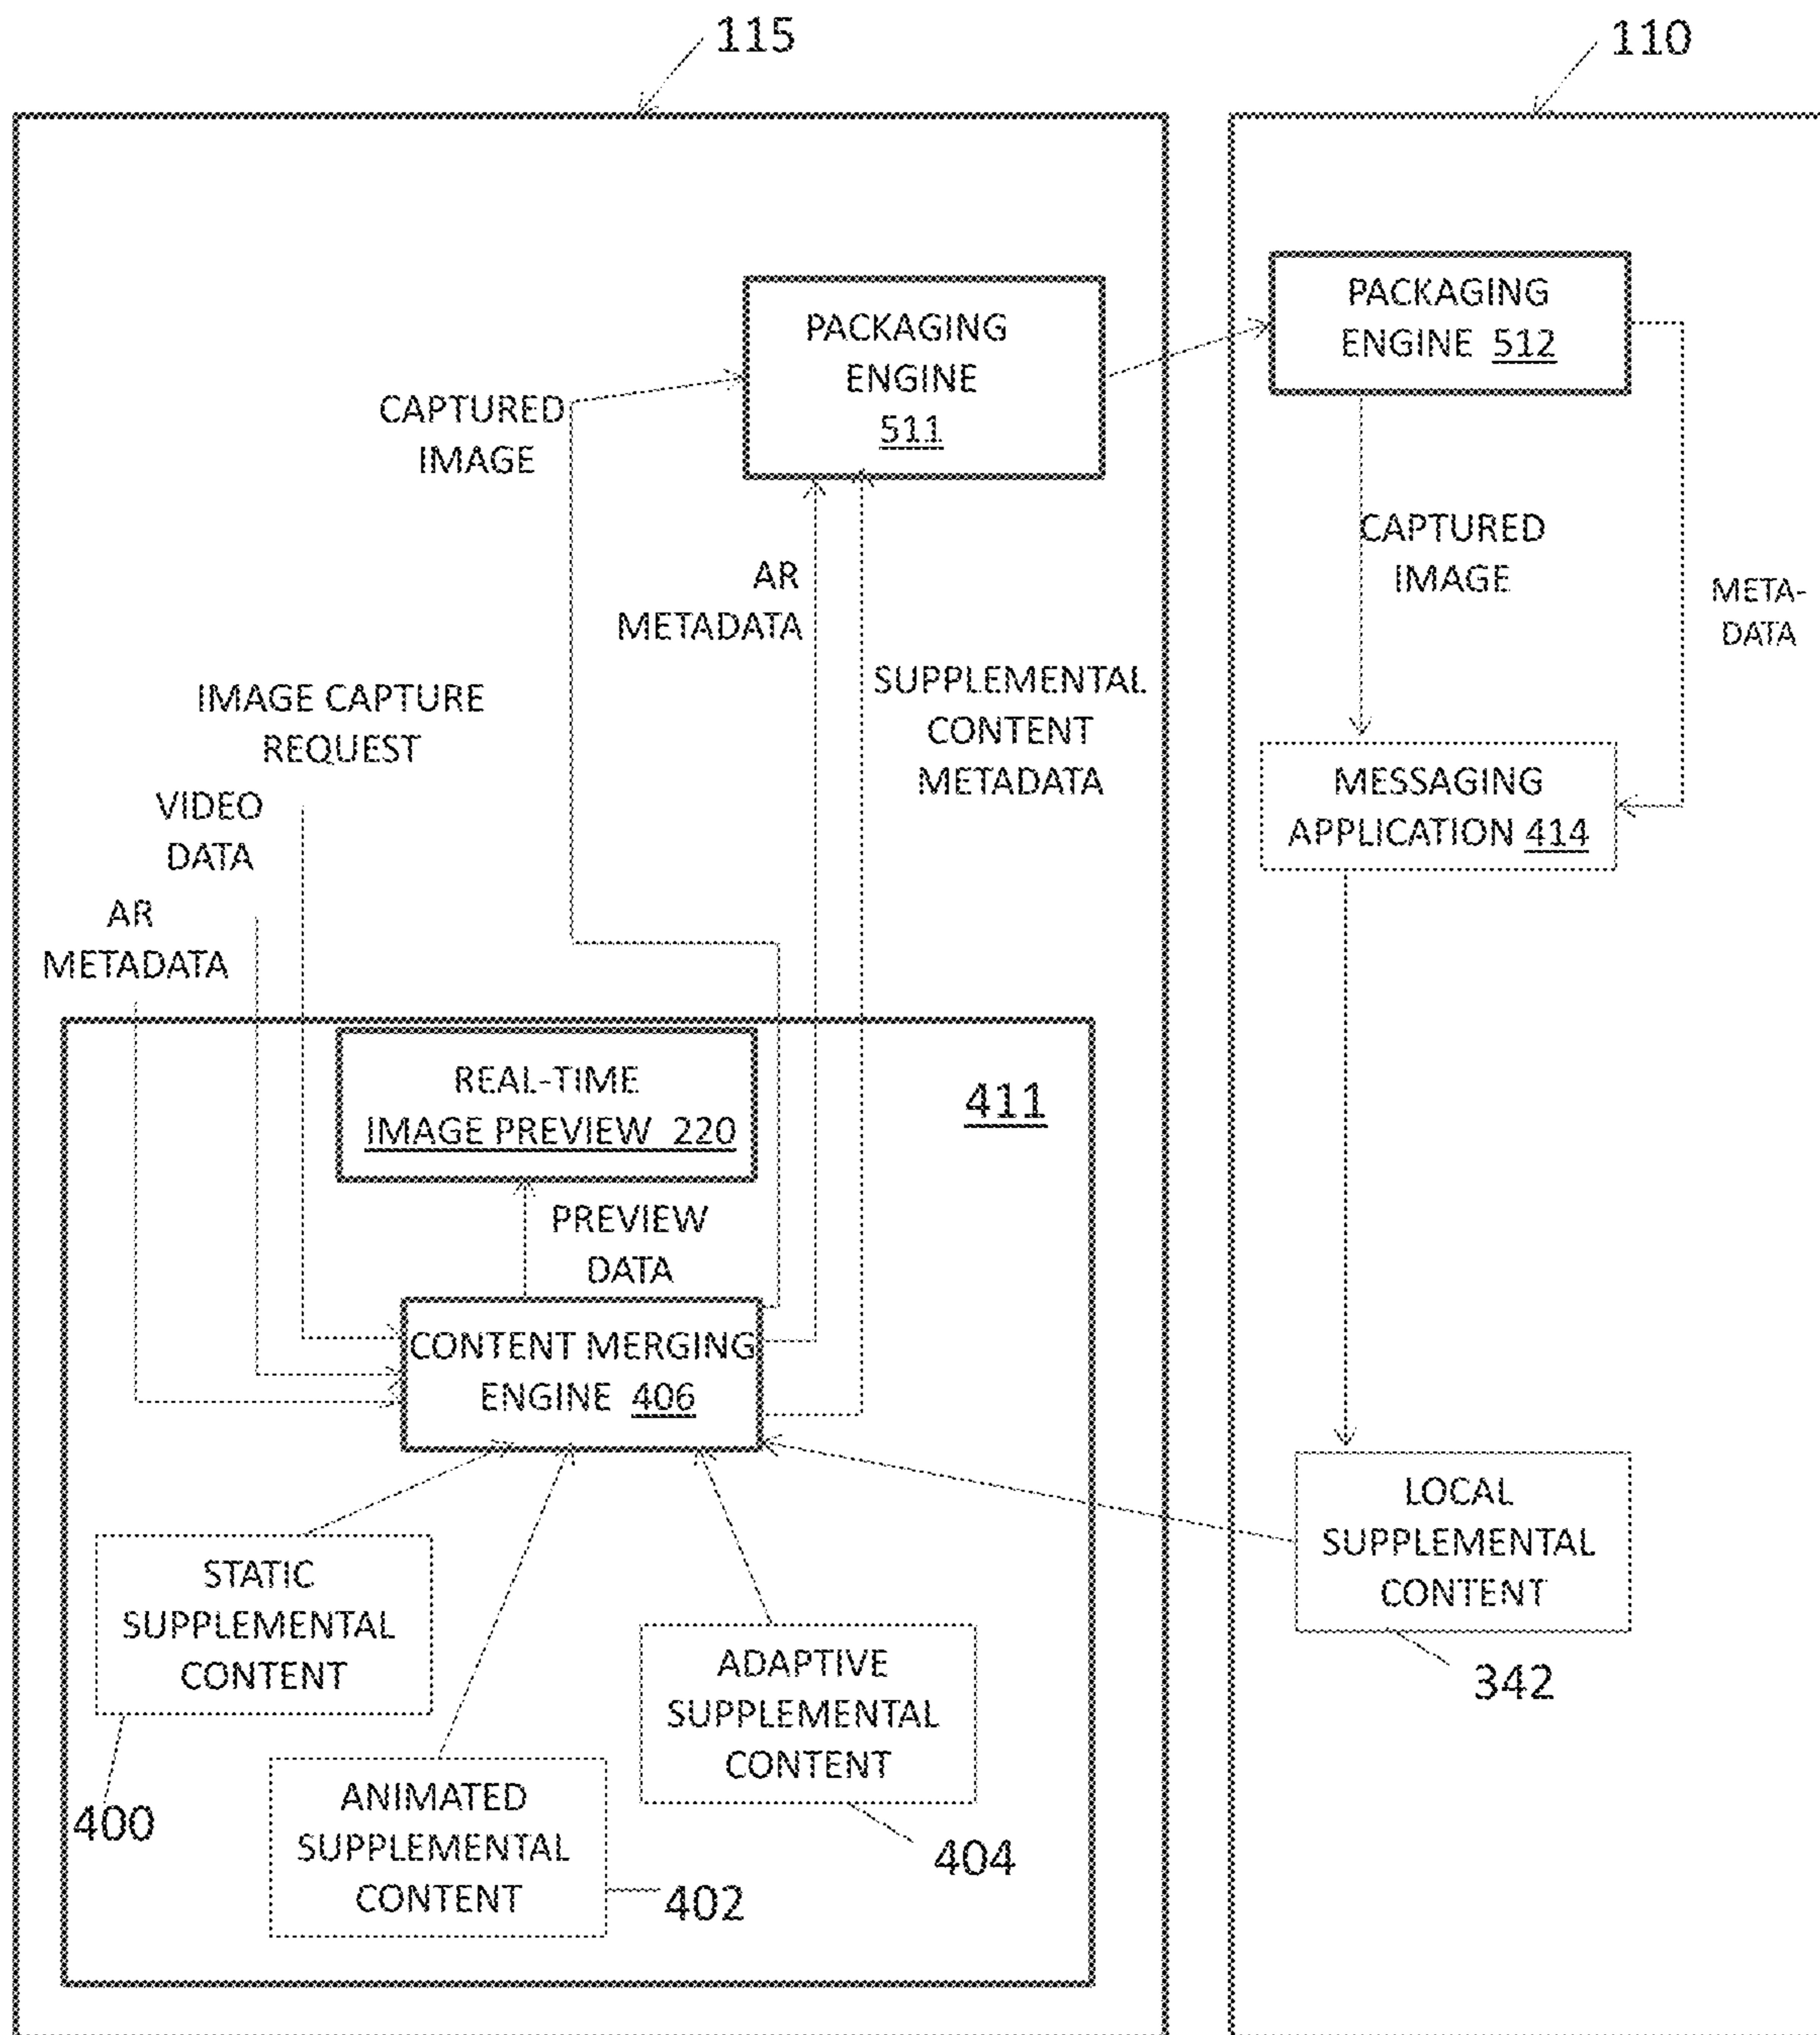 115
110
PACKAGING
ENGINE
511
PACKAGING
ENGINE 512
CAPTURED
IMAGE
CAPTURED
IMAGE
META-
DATA
AR
METADATA
SUPPLEMENTAL
CONTENT
METADATA
IMAGE CAPTURE
REQUEST
VIDEO
DATA
AR
METADATA
MESSAGING
APPLICATION 414
REAL-TIME
IMAGE PREVIEW 220
411
PREVIEW
DATA
CONTENT MERGING
ENGINE 406
STATIC
SUPPLEMENTAL
CONTENT
400
ANIMATED
SUPPLEMENTAL
CONTENT
402
ADAPTIVE
SUPPLEMENTAL
CONTENT
404
LOCAL
SUPPLEMENTAL
CONTENT
342